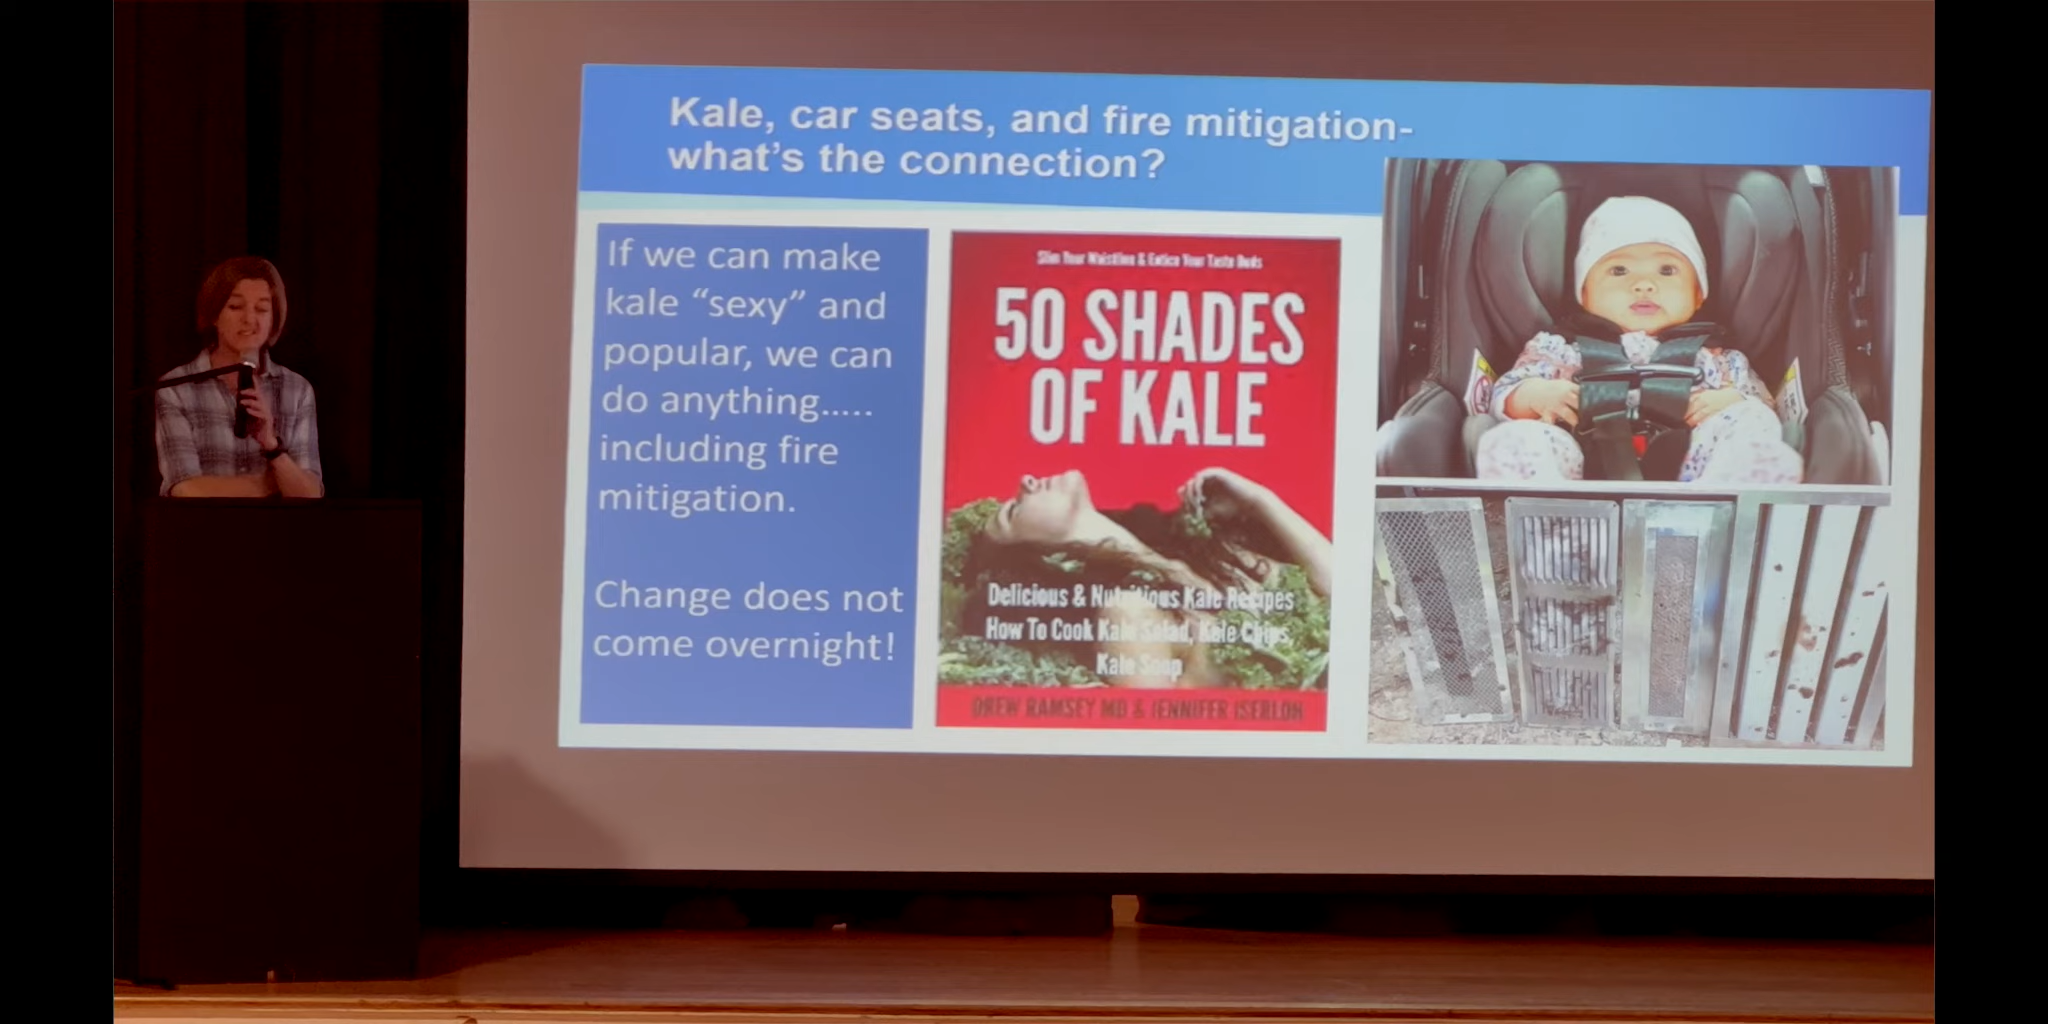 Kale, car seats, and fire mitigation-
what's the connection?
If we can make
kale “sexy” and
popular, we can
do anything.....
including fire
mitigation.
Change does not
come overnight!
Slim Your Waistline & Entice Your Taste Buds
50 SHADES
OF KALE
Delicious & Nutritious Kale Recipes
How To Cook Kale Salad, Kale Chips,
Kale Soup
DREW RAMSEY MD & JENNIFER ISERLOH